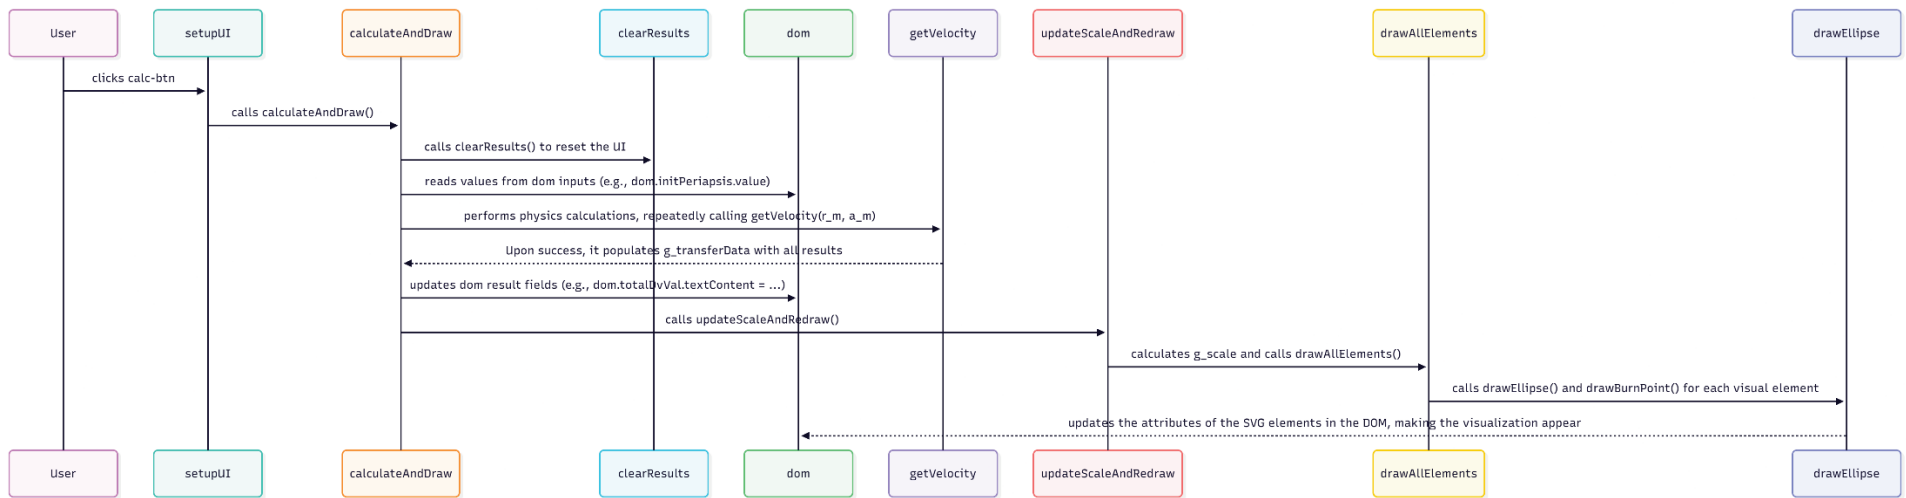 User
setupUI
calculateAndDraw
clearResults
dom
getVelocity
updateScaleAndRedraw
drawAllElements
drawEllipse
clicks calc-btn
calls calculateAndDraw()
calls clearResults() to reset the UI
reads values from dom inputs (e.g., dom.initPeriapsis.value)
performs physics calculations, repeatedly calling getVelocity(r_m, a_m)
Upon success, it populates g_transferData with all results
updates dom result fields (e.g., dom.totalDvVal.textContent = ...)
calls updateScaleAndRedraw()
calculates g_scale and calls drawAllElements()
calls drawEllipse() and drawBurnPoint() for each visual element
updates the attributes of the SVG elements in the DOM, making the visualization appear
User
setupUI
calculateAndDraw
clearResults
dom
getVelocity
updateScaleAndRedraw
drawAllElements
drawEllipse